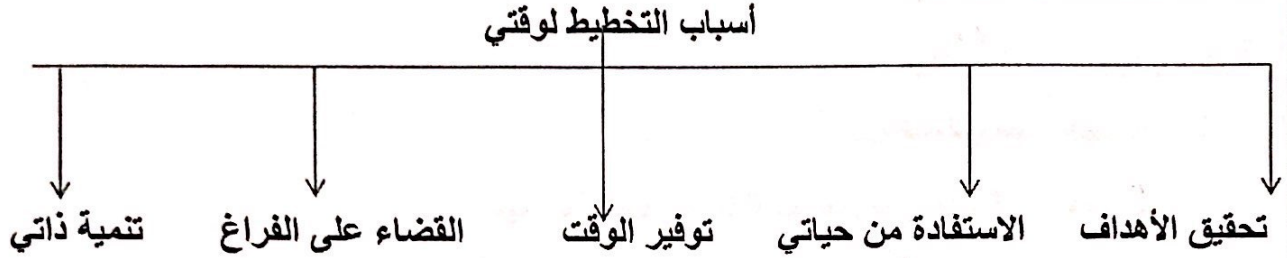 أسباب التخطيط لوقتي
تحقيق الأهداف الاستفادة من حياتي توفير الوقت القضاء على الفراغ تنمية ذاتي